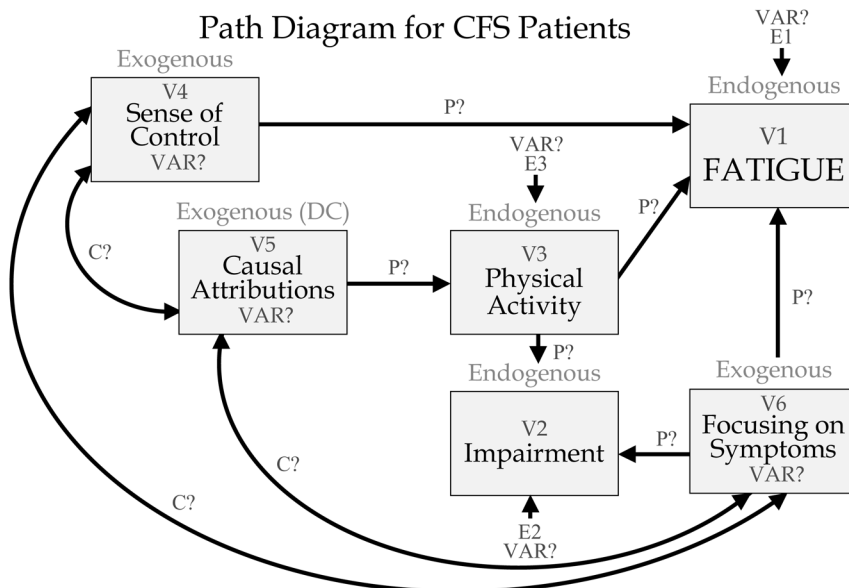 Path Diagram for CFS Patients
VAR?
E1
Exogenous
V4
Sense of
Control
VAR?
P?
Endogenous
V1
FATIGUE
VAR?
E3
Exogenous (DC)
V5
Causal
Attributions
VAR?
C?
P?
Endogenous
V3
Physical
Activity
P?
P?
P?
Endogenous
V2
Impairment
P?
Exogenous
V6
Focusing on
Symptoms
VAR?
C?
C?
E2
VAR?